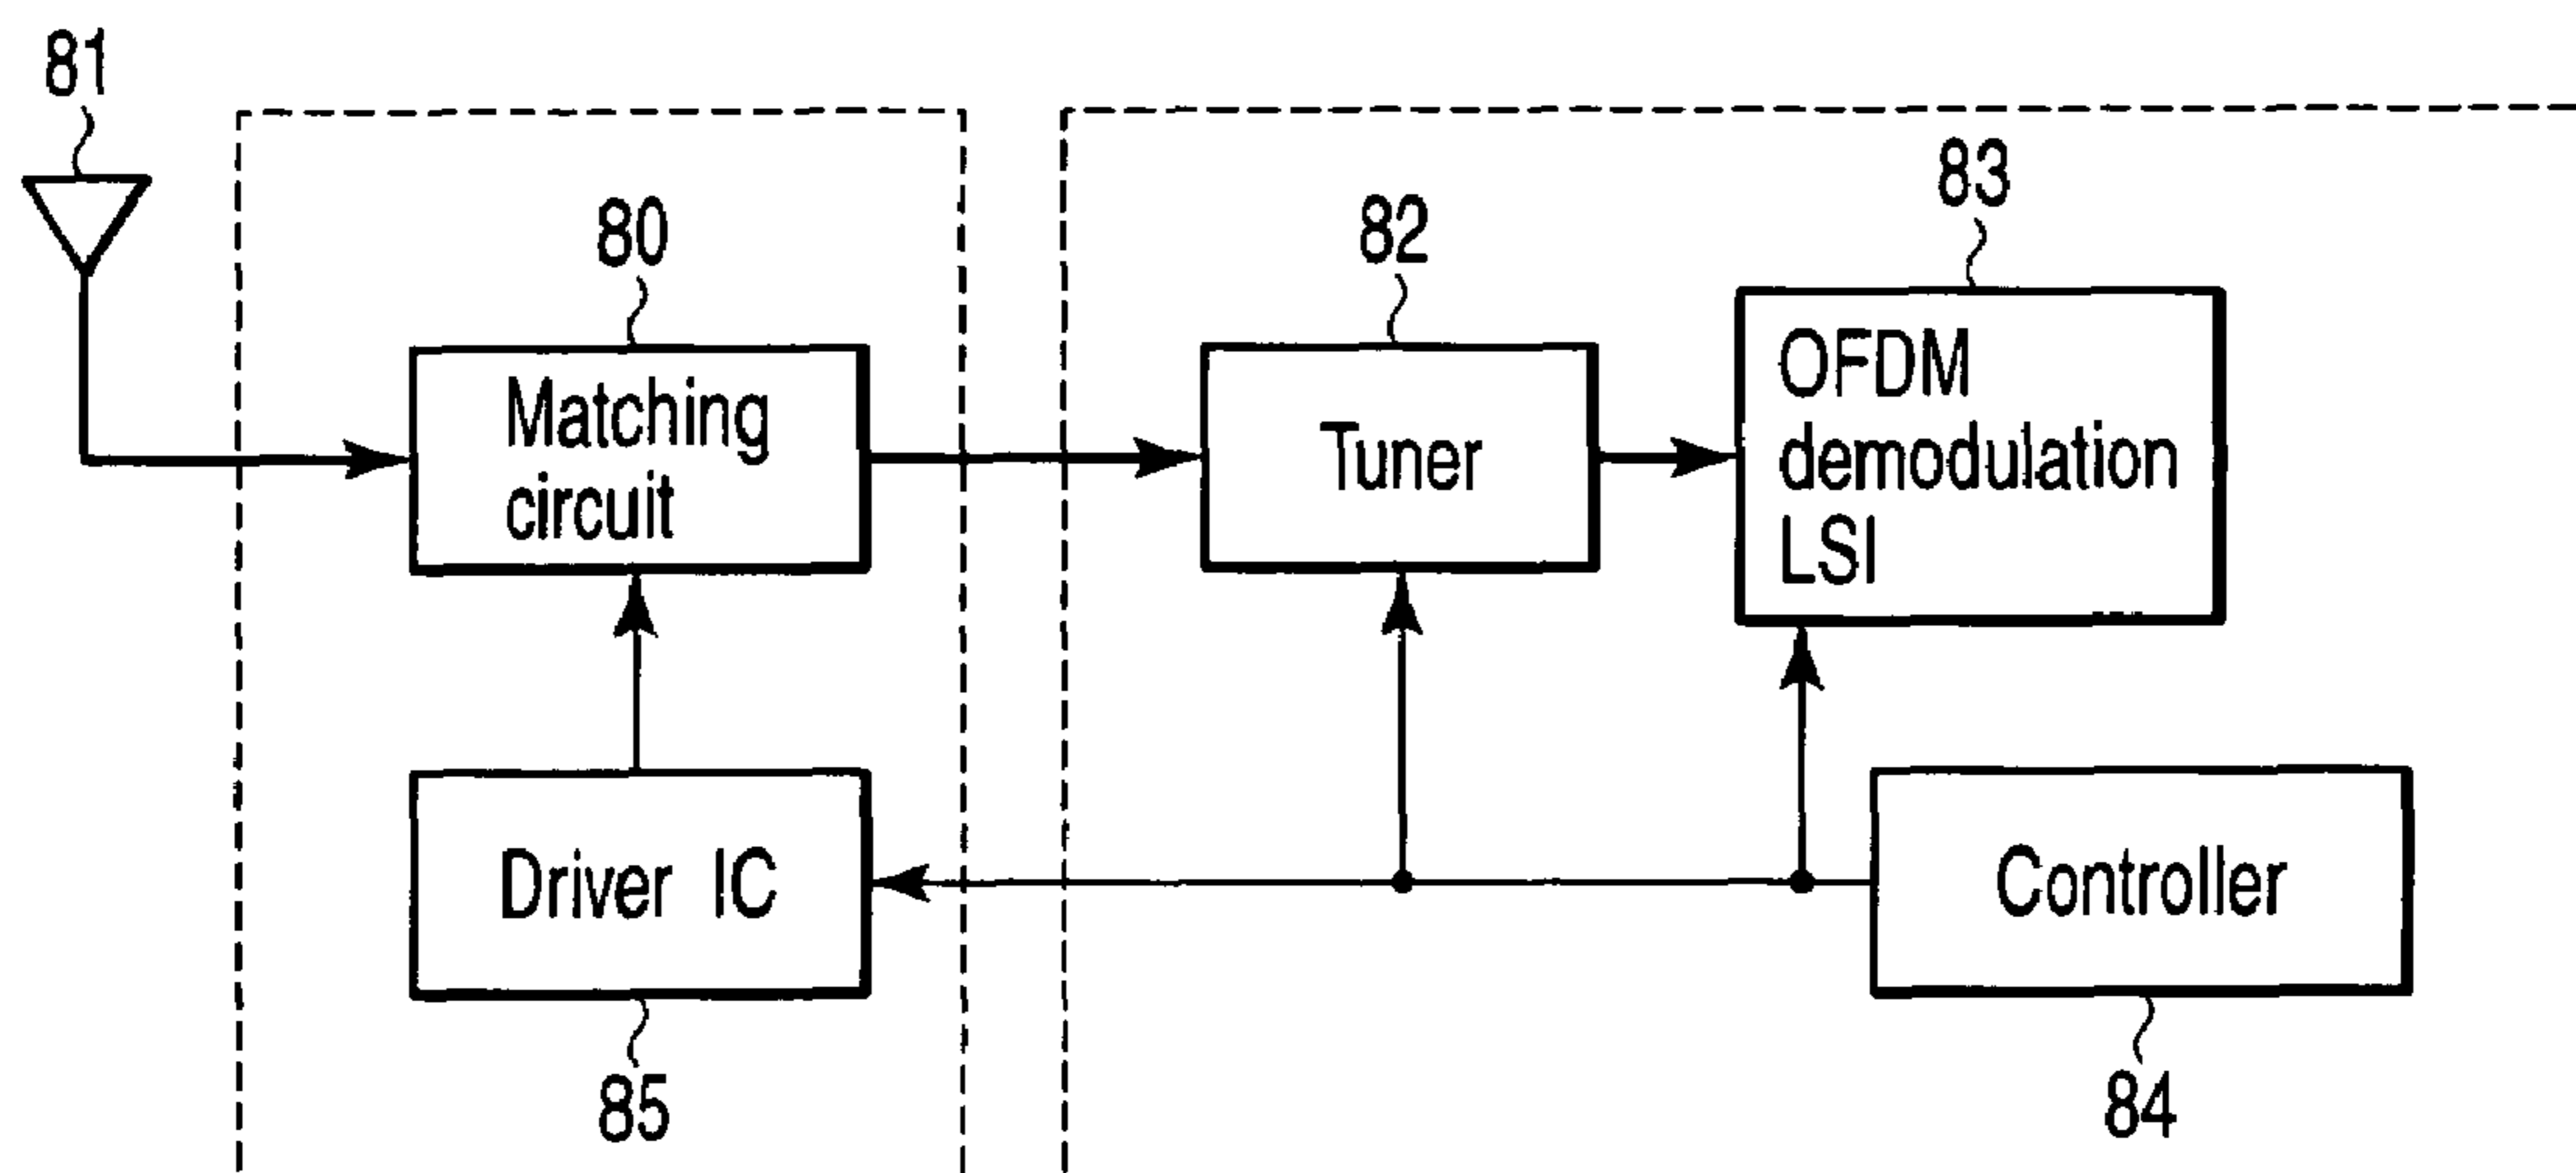 81
80
Matching
circuit
82
Tuner
83
OFDM
demodulation
LSI
Driver IC
85
Controller
84